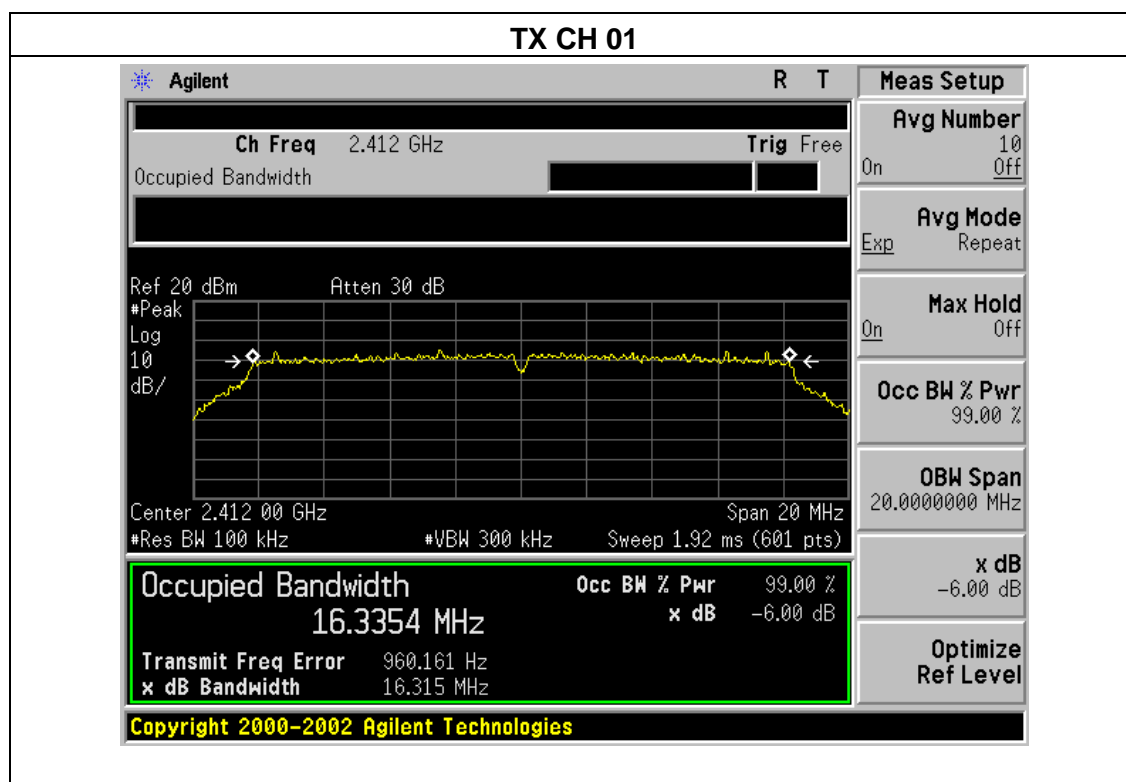 TX CH 01
Agilent R T
Ch Freq 2.412 GHz Trig Free
Occupied Bandwidth
Ref 20 dBm Atten 30 dB
#Peak
Log
10
dB/
Center 2.412 00 GHz Span 20 MHz
#Res BW 100 kHz #VBW 300 kHz Sweep 1.92 ms (601 pts)
Occupied Bandwidth Occ BW % Pwr 99.00 %
16.3354 MHz x dB -6.00 dB
Transmit Freq Error 960.161 Hz
x dB Bandwidth 16.315 MHz
Copyright 2000-2002 Agilent Technologies
Meas Setup
Avg Number
10
On Off
Avg Mode
Exp Repeat
Max Hold
On Off
Occ BW % Pwr
99.00 %
OBW Span
20.0000000 MHz
x dB
-6.00 dB
Optimize
Ref Level